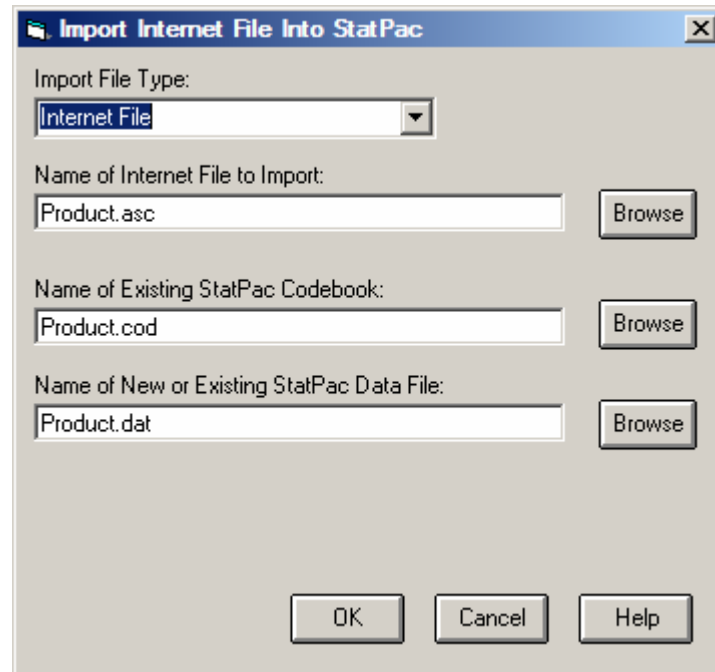 Import Internet File Into StatPac
Import File Type:
Internet File
Name of Internet File to Import:
Product.asc
Browse
Name of Existing StatPac Codebook:
Product.cod
Browse
Name of New or Existing StatPac Data File:
Product.dat
Browse
OK Cancel Help